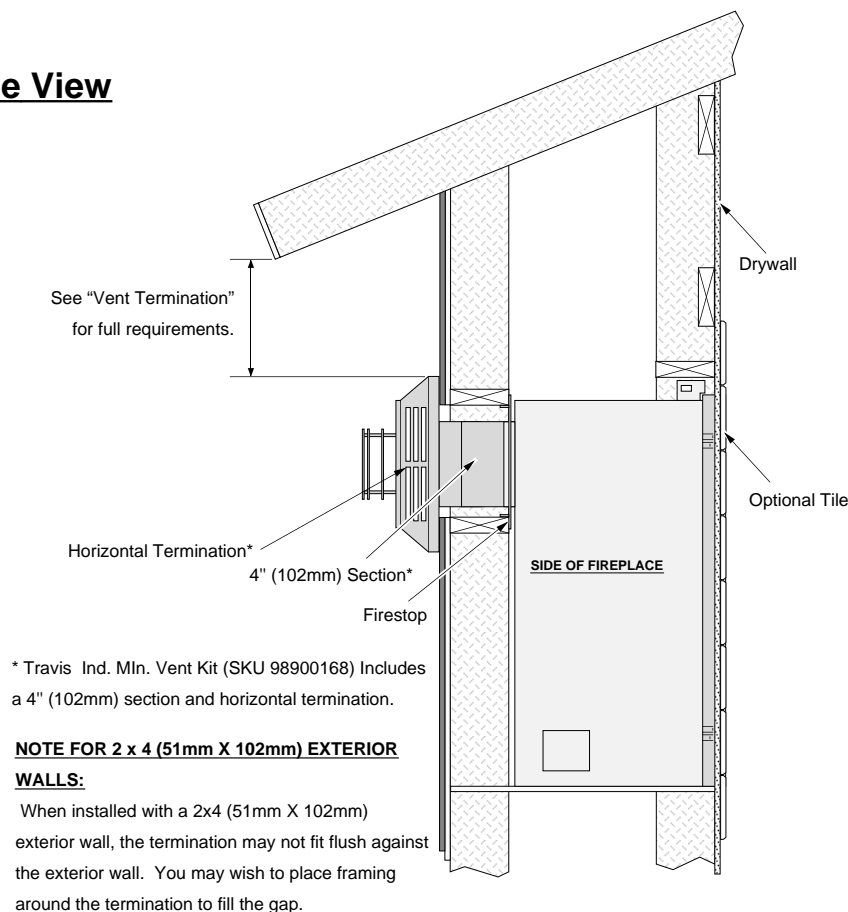 e View
Drywall
See “Vent Termination”
for full requirements.
Optional Tile
Horizontal Termination*
4" (102mm) Section*
SIDE OF FIREPLACE
Firestop
* Travis Ind. MIn. Vent Kit (SKU 98900168) Includes
a 4" (102mm) section and horizontal termination.
NOTE FOR 2 x 4 (51mm X 102mm) EXTERIOR
WALLS:
When installed with a 2x4 (51mm X 102mm)
exterior wall, the termination may not fit flush against
the exterior wall. You may wish to place framing
around the termination to fill the gap.